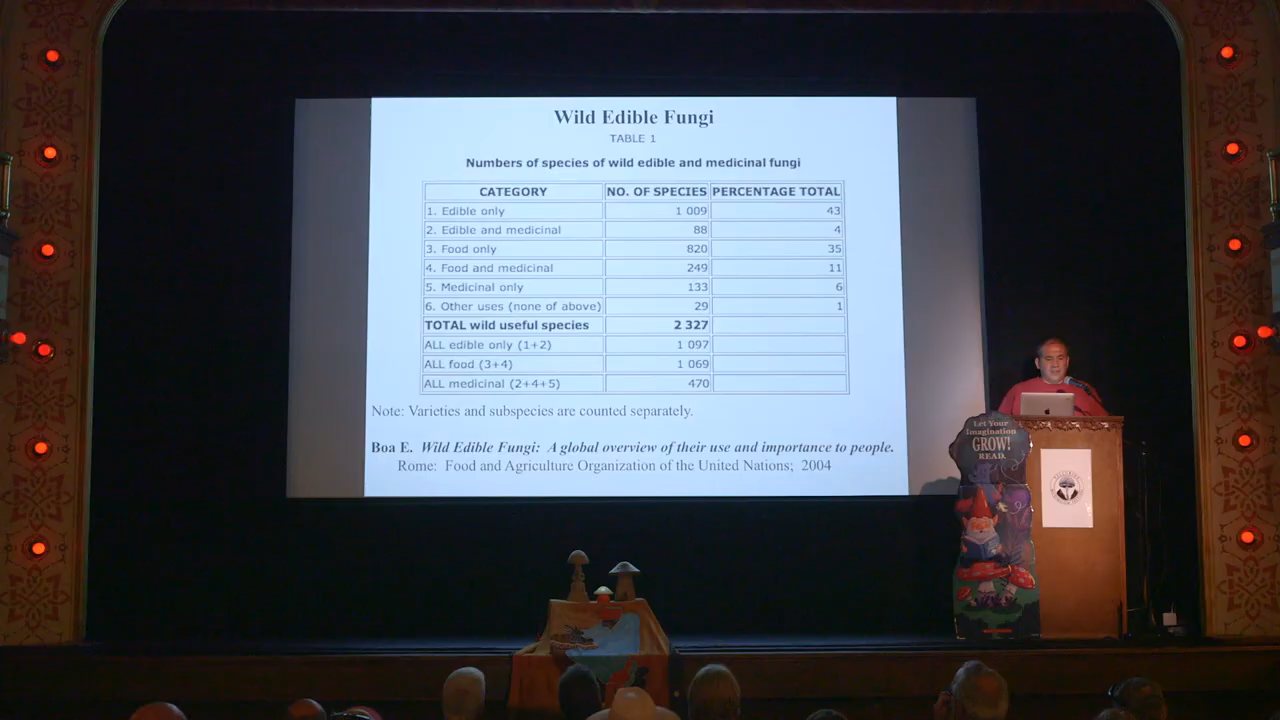 Wild Edible Fungi
TABLE 1
Numbers of species of wild edible and medicinal fungi
CATEGORY NO. OF SPECIES PERCENTAGE TOTAL
1. Edible only 1 009 43
2. Edible and medicinal 88 4
3. Food only 820 35
4. Food and medicinal 249 11
5. Medicinal only 133 6
6. Other uses (none of above) 29 1
TOTAL wild useful species 2 327
ALL edible only (1+2) 1 097
ALL food (3+4) 1 069
ALL medicinal (2+4+5) 470
Note: Varieties and subspecies are counted separately.
Boa E. Wild Edible Fungi: A global overview of their use and importance to people.
Rome: Food and Agriculture Organization of the United Nations; 2004
Let Your
Imagination
GROW!
READ.